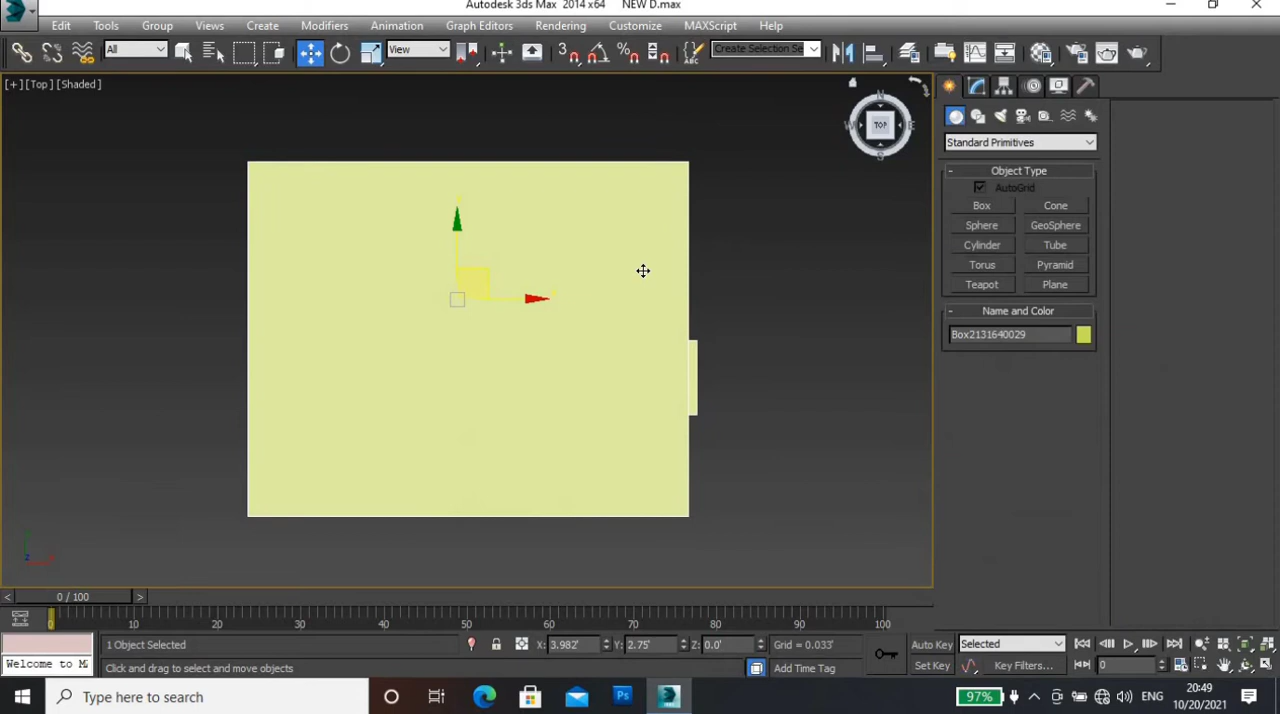 Autodesk 3ds Max 2014 x64 NEW D.max
Edit Tools Group Views Create Modifiers Animation Graph Editors Rendering Customize MAXScript Help
All View Create Selection Se
[+] [Top] [Shaded]
N
W TOP E
S
Standard Primitives
Object Type
AutoGrid
Box Cone
Sphere GeoSphere
Cylinder Tube
Torus Pyramid
Teapot Plane
Name and Color
Box2131640029
0 / 100
0 10 20 30 40 50 60 70 80 90 100
1 Object Selected X: 3.982' Y: 2.75' Z: 0.0' Grid = 0.033' Auto Key Selected
Welcome to M Click and drag to select and move objects Add Time Tag Set Key Key Filters... 0
Type here to search Ps 97% ENG 20:49
10/20/2021